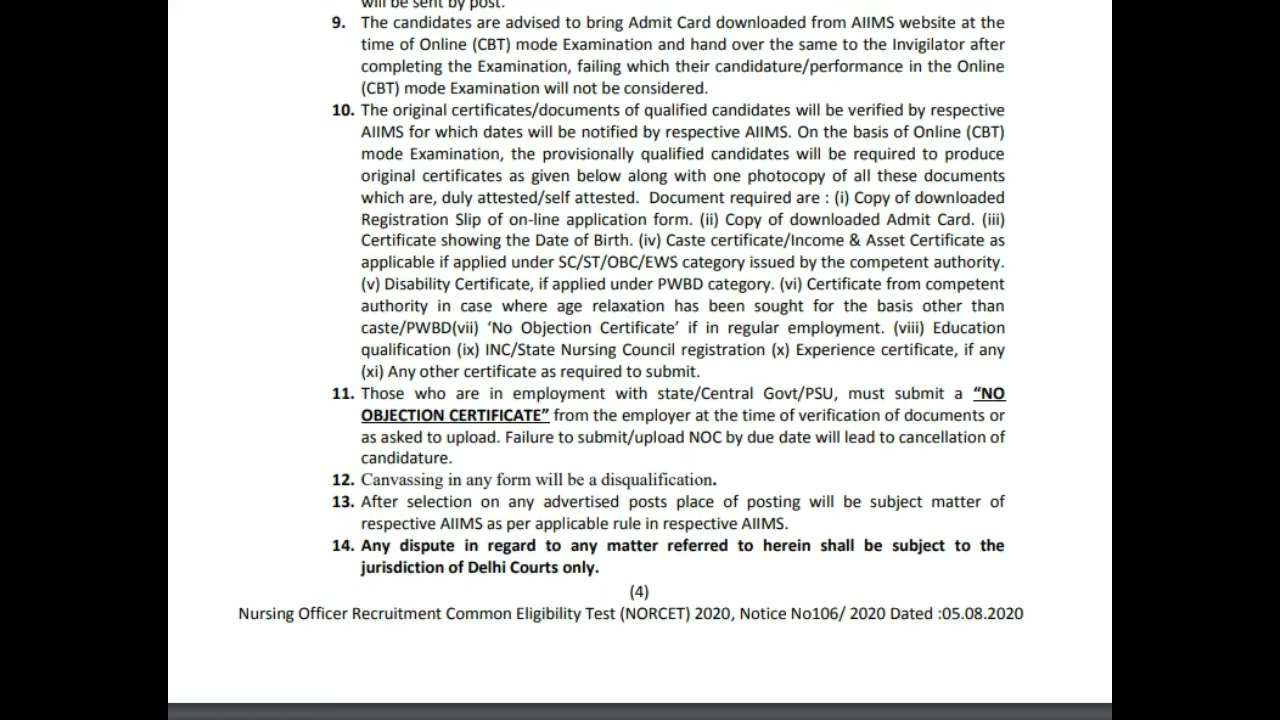 will be sent by post.
9. The candidates are advised to bring Admit Card downloaded from AIIMS website at the
time of Online (CBT) mode Examination and hand over the same to the Invigilator after
completing the Examination, failing which their candidature/performance in the Online
(CBT) mode Examination will not be considered.
10. The original certificates/documents of qualified candidates will be verified by respective
AIIMS for which dates will be notified by respective AIIMS. On the basis of Online (CBT)
mode Examination, the provisionally qualified candidates will be required to produce
original certificates as given below along with one photocopy of all these documents
which are, duly attested/self attested. Document required are : (i) Copy of downloaded
Registration Slip of on-line application form. (ii) Copy of downloaded Admit Card. (iii)
Certificate showing the Date of Birth. (iv) Caste certificate/Income & Asset Certificate as
applicable if applied under SC/ST/OBC/EWS category issued by the competent authority.
(v) Disability Certificate, if applied under PWBD category. (vi) Certificate from competent
authority in case where age relaxation has been sought for the basis other than
caste/PWBD(vii) ‘No Objection Certificate’ if in regular employment. (viii) Education
qualification (ix) INC/State Nursing Council registration (x) Experience certificate, if any
(xi) Any other certificate as required to submit.
11. Those who are in employment with state/Central Govt/PSU, must submit a “NO
OBJECTION CERTIFICATE” from the employer at the time of verification of documents or
as asked to upload. Failure to submit/upload NOC by due date will lead to cancellation of
candidature.
12. Canvassing in any form will be a disqualification.
13. After selection on any advertised posts place of posting will be subject matter of
respective AIIMS as per applicable rule in respective AIIMS.
14. Any dispute in regard to any matter referred to herein shall be subject to the
jurisdiction of Delhi Courts only.
(4)
Nursing Officer Recruitment Common Eligibility Test (NORCET) 2020, Notice No106/ 2020 Dated :05.08.2020